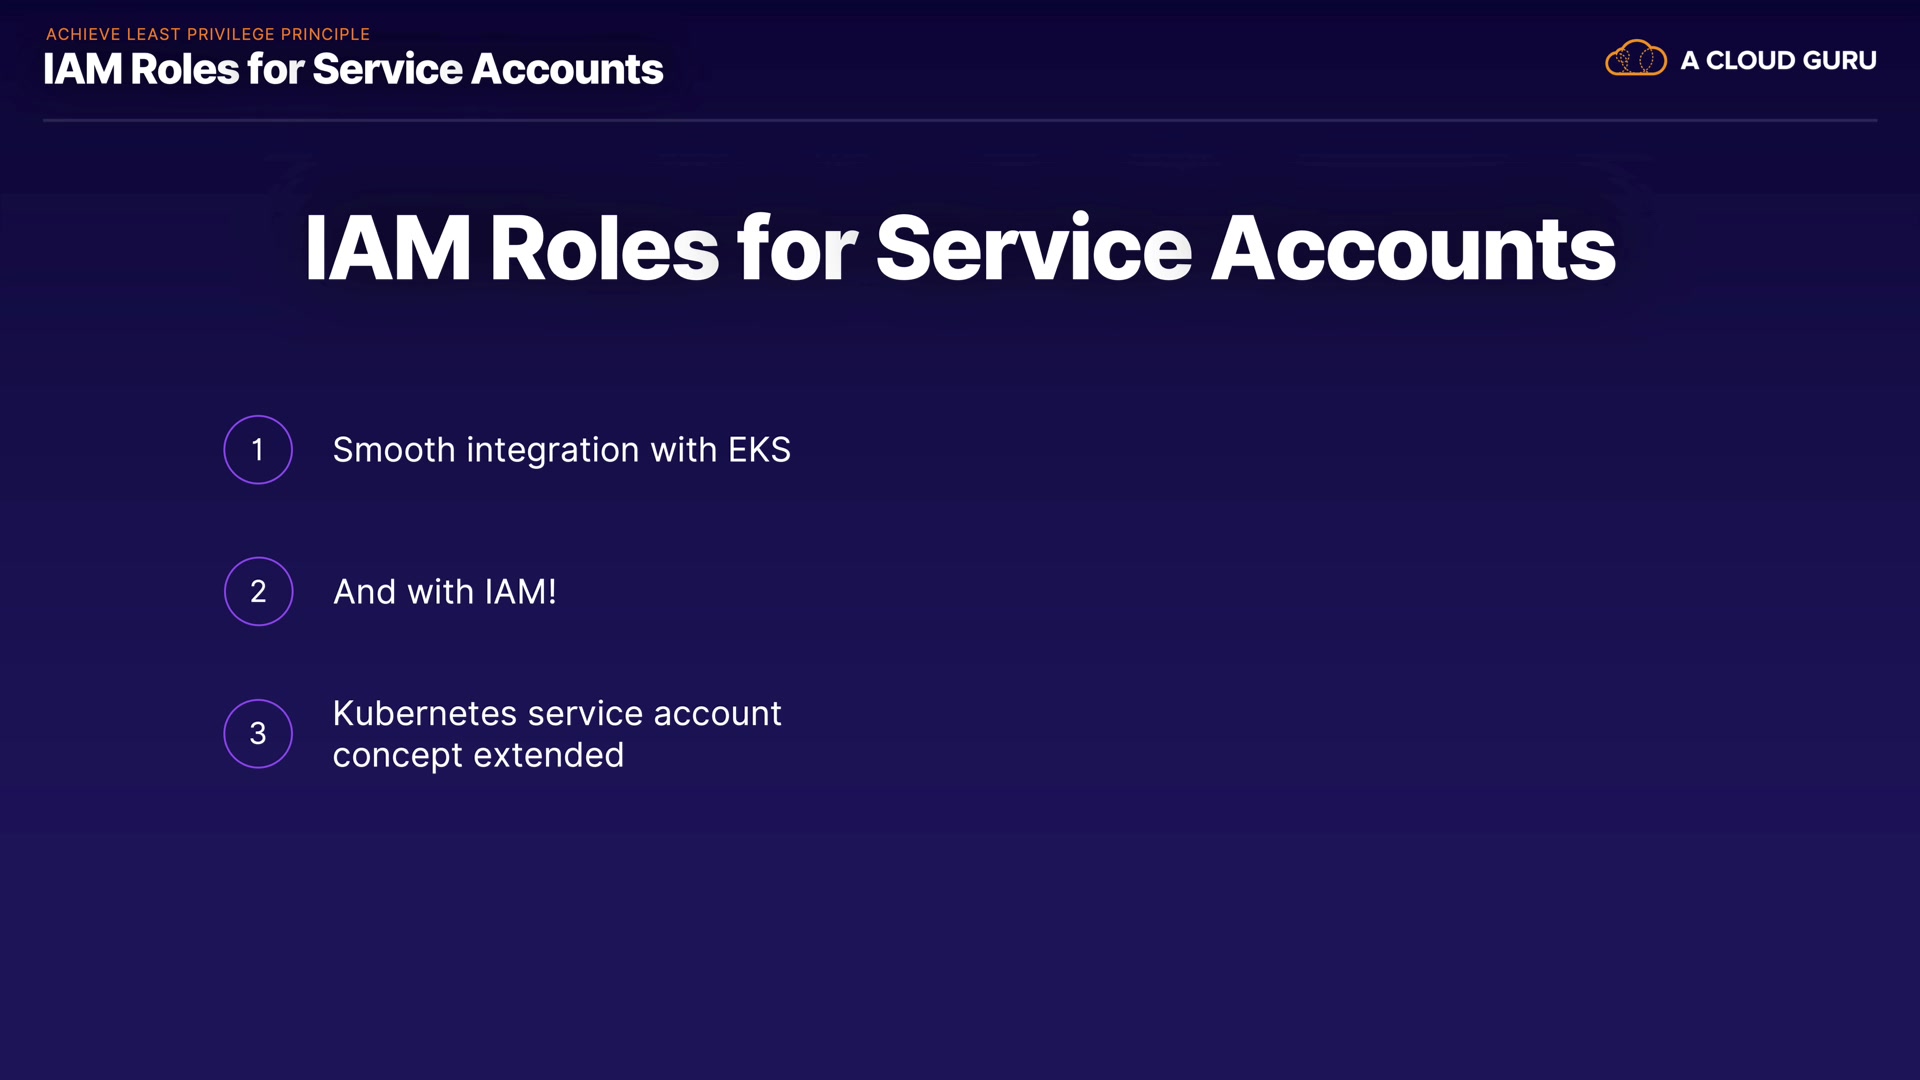 ACHIEVE LEAST PRIVILEGE PRINCIPLE
IAM Roles for Service Accounts
A CLOUD GURU
IAM Roles for Service Accounts
1 Smooth integration with EKS
2 And with IAM!
3 Kubernetes service account
concept extended